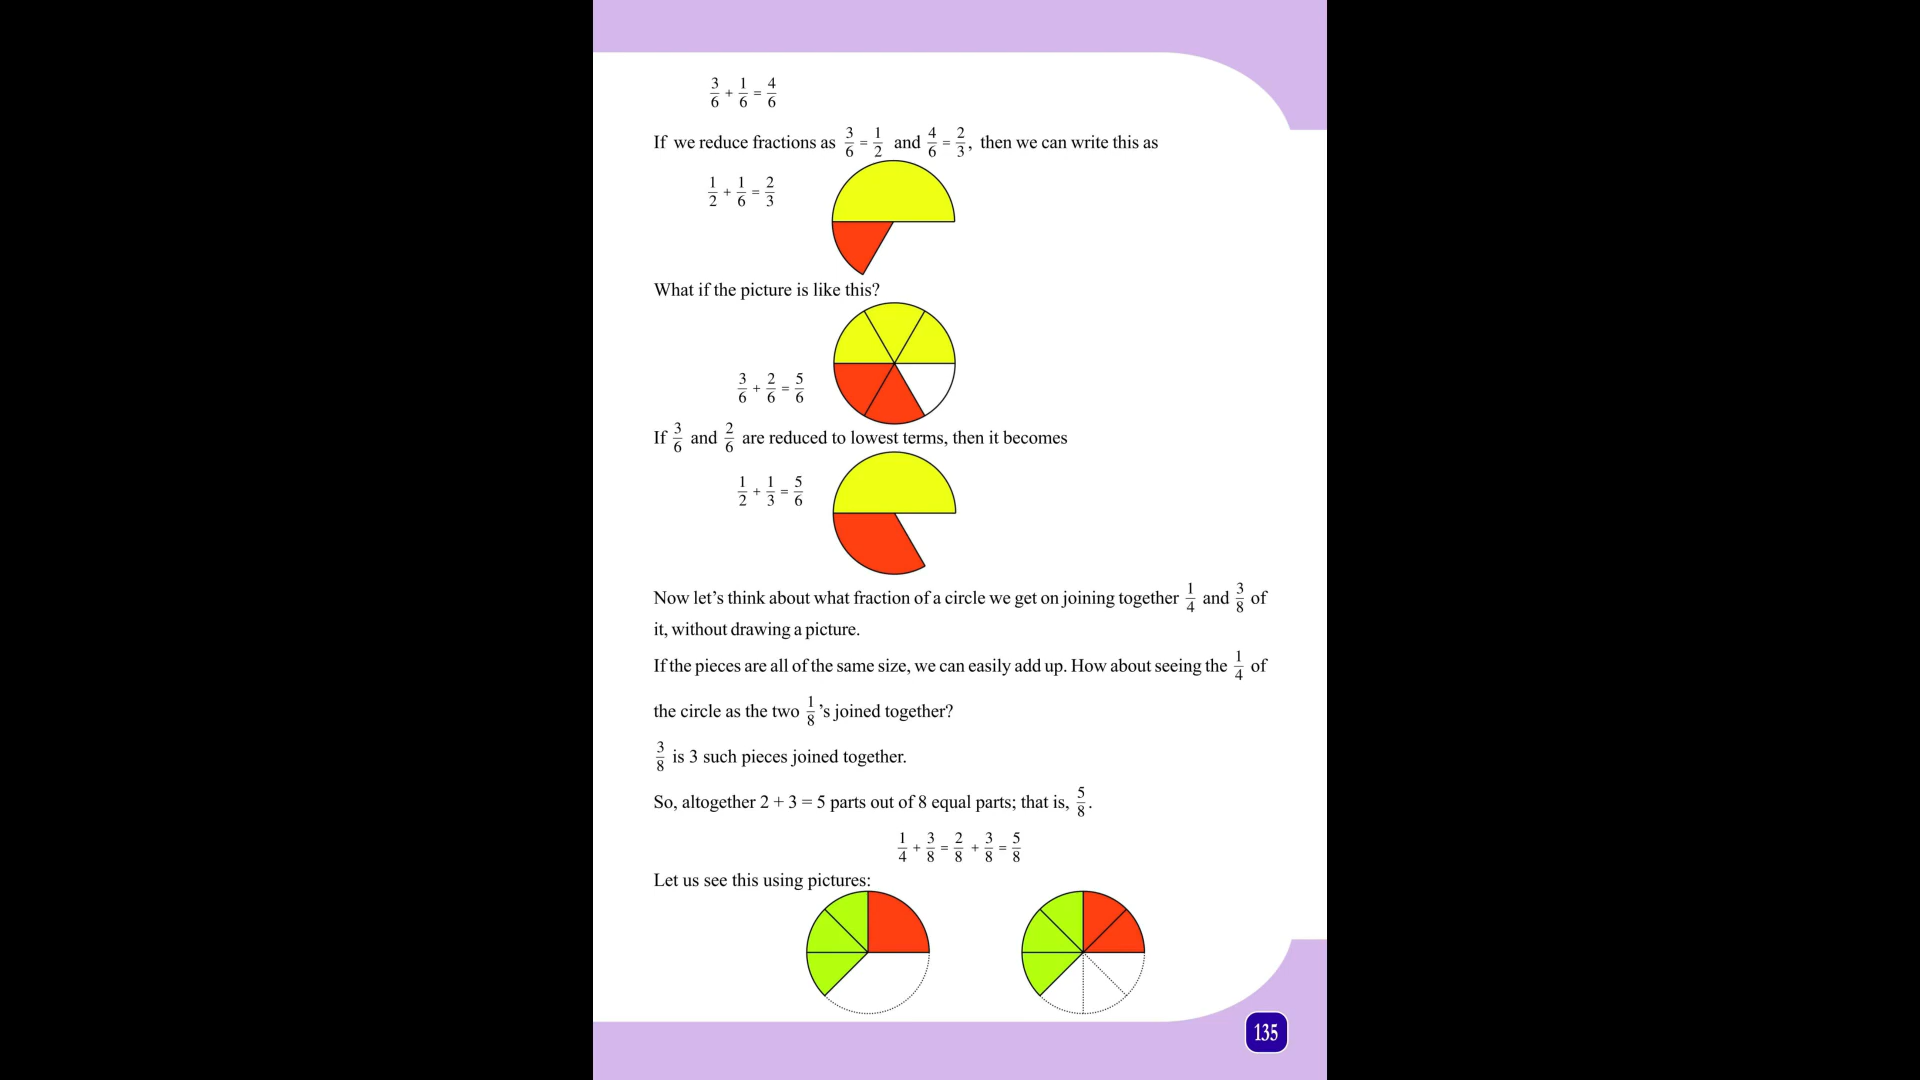 3/6 + 1/6 = 4/6
If we reduce fractions as 3/6 = 1/2 and 4/6 = 2/3, then we can write this as
1/2 + 1/6 = 2/3
What if the picture is like this?
3/6 + 2/6 = 5/6
If 3/6 and 2/6 are reduced to lowest terms, then it becomes
1/2 + 1/3 = 5/6
Now let’s think about what fraction of a circle we get on joining together 1/4 and 3/8 of
it, without drawing a picture.
If the pieces are all of the same size, we can easily add up. How about seeing the 1/4 of
the circle as the two 1/8’s joined together?
3/8 is 3 such pieces joined together.
So, altogether 2 + 3 = 5 parts out of 8 equal parts; that is, 5/8.
1/4 + 3/8 = 2/8 + 3/8 = 5/8
Let us see this using pictures:
135